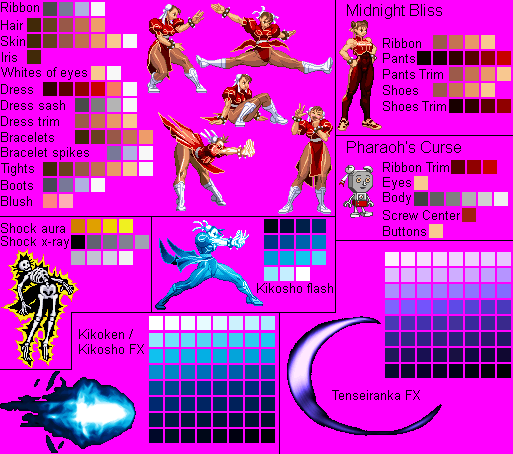 Ribbon
Hair
Skin
Iris
Whites of eyes
Dress
Dress sash
Dress trim
Bracelets
Bracelet spikes
Tights
Boots
Blush
Midnight Bliss
Ribbon
Pants
Pants Trim
Shoes
Shoes Trim
Pharaoh's Curse
Ribbon Trim
Eyes
Body
Screw Center
Buttons
Shock aura
Shock x-ray
Kikosho flash
Kikoken /
Kikosho FX
Tenseiranka FX